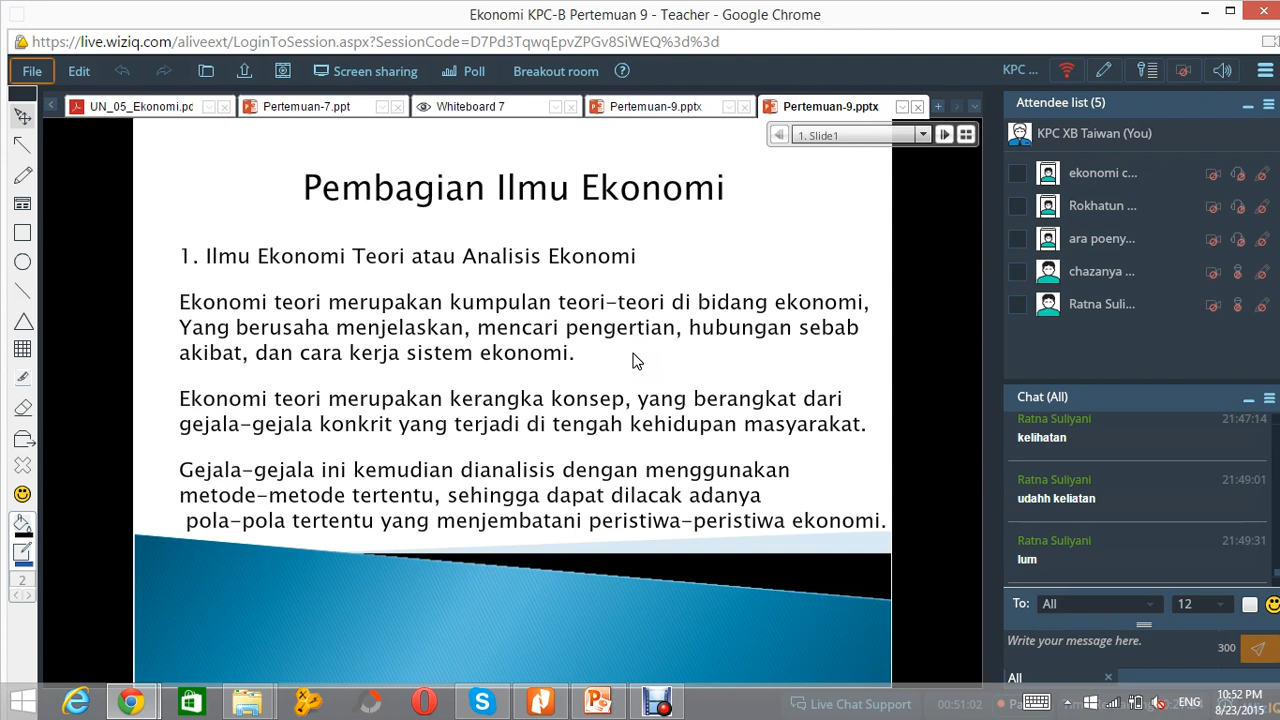 Ekonomi KPC-B Pertemuan 9 - Teacher - Google Chrome
https://live.wiziq.com/aliveext/LoginToSession.aspx?SessionCode=D7Pd3TqwqEpvZPGv8SiWEQ%3d%3d
File Edit Screen sharing Poll Breakout room ? KPC ...
UN_05_Ekonomi.pc Pertemuan-7.ppt Whiteboard 7 Pertemuan-9.pptx Pertemuan-9.pptx
1. Slide1
Pembagian Ilmu Ekonomi
1. Ilmu Ekonomi Teori atau Analisis Ekonomi
Ekonomi teori merupakan kumpulan teori-teori di bidang ekonomi,
Yang berusaha menjelaskan, mencari pengertian, hubungan sebab
akibat, dan cara kerja sistem ekonomi.
Ekonomi teori merupakan kerangka konsep, yang berangkat dari
gejala-gejala konkrit yang terjadi di tengah kehidupan masyarakat.
Gejala-gejala ini kemudian dianalisis dengan menggunakan
metode-metode tertentu, sehingga dapat dilacak adanya
pola-pola tertentu yang menjembatani peristiwa-peristiwa ekonomi.
2
Attendee list (5)
KPC XB Taiwan (You)
ekonomi c...
Rokhatun ...
ara poeny...
chazanya ...
Ratna Suli...
Chat (All)
Ratna Suliyani 21:47:14
kelihatan
Ratna Suliyani 21:49:01
udahh keliatan
Ratna Suliyani 21:49:31
lum
To: All 12
Write your message here. 300
All
Live Chat Support 00:51:02
ENG
10:52 PM
8/23/2015